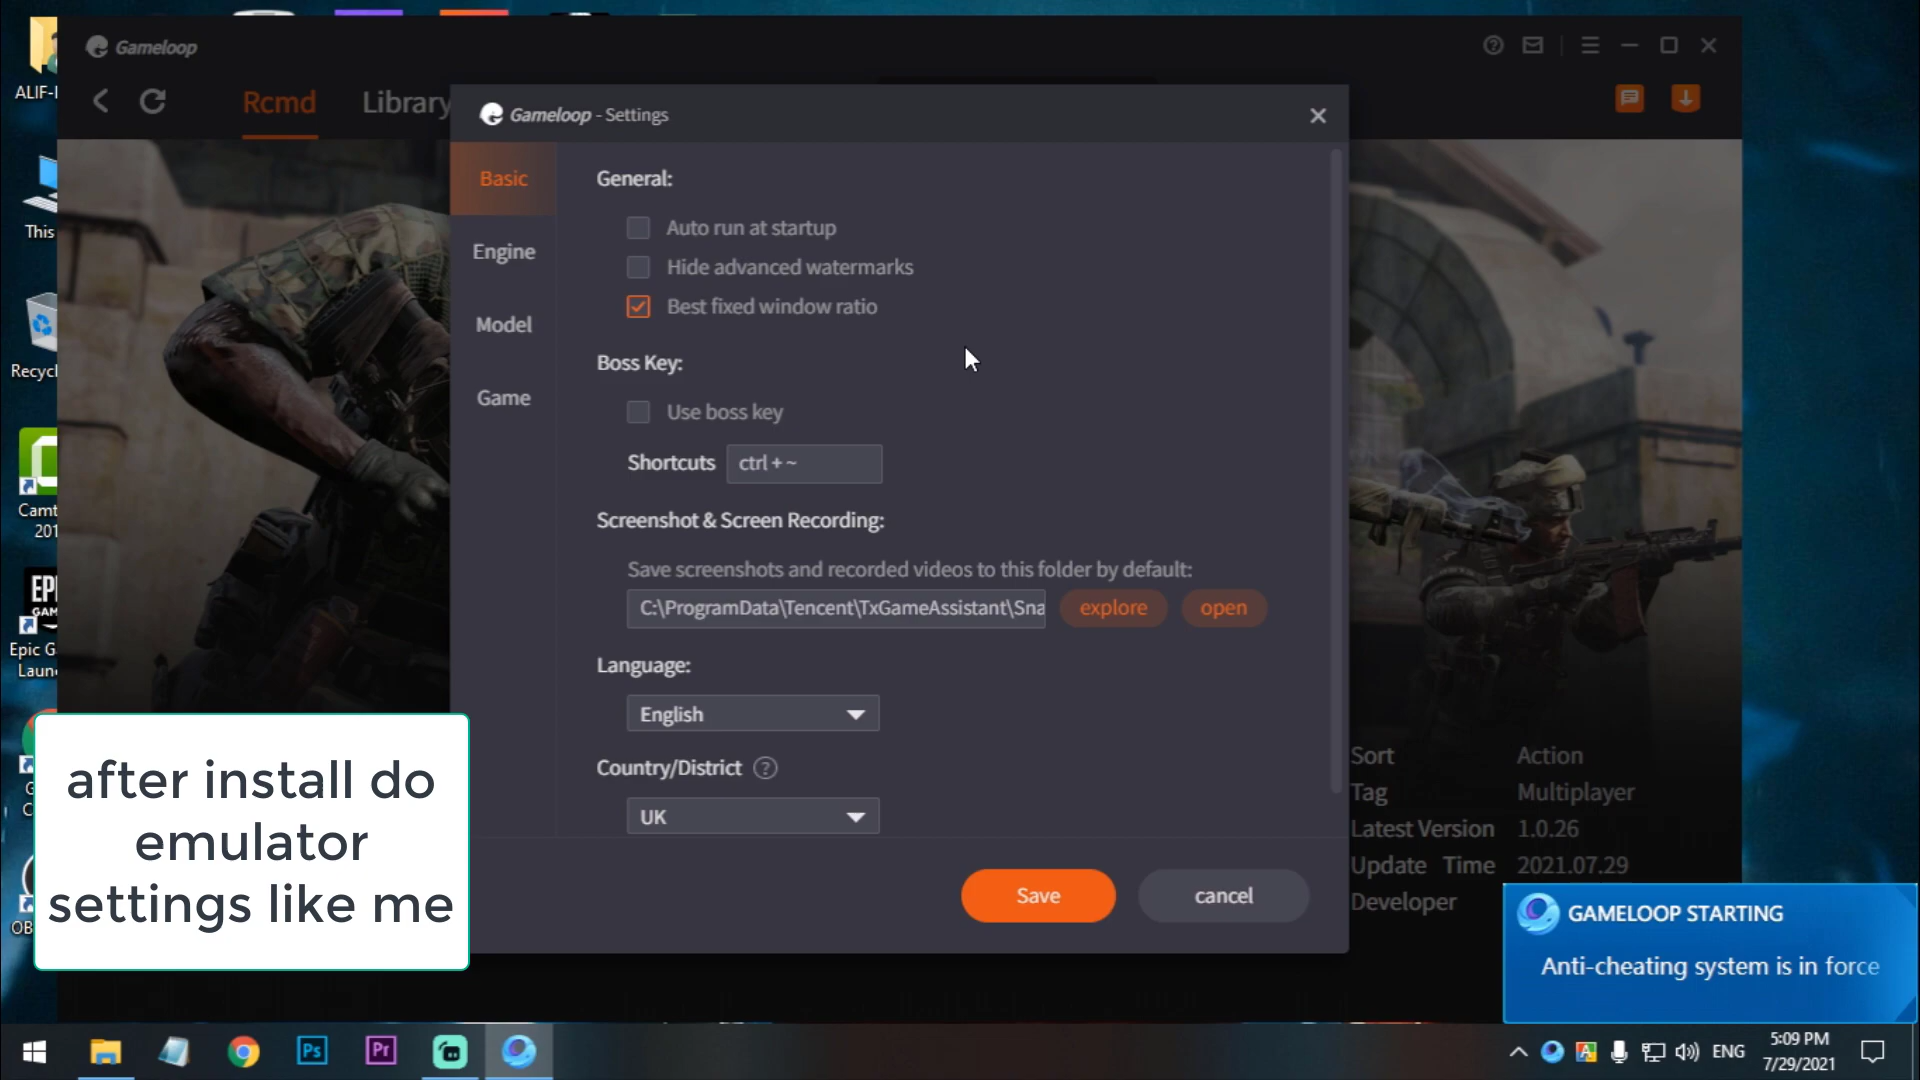 Gameloop
Rcmd
Library
Gameloop - Settings
Basic
Engine
Model
Game
General:
Auto run at startup
Hide advanced watermarks
Best fixed window ratio
Boss Key:
Use boss key
Shortcuts
ctrl + ~
Screenshot & Screen Recording:
Save screenshots and recorded videos to this folder by default:
C:\ProgramData\Tencent\TxGameAssistant\Sna
explore
open
Language:
English
Country/District
?
UK
Save
cancel
Sort Action
Tag Multiplayer
Latest Version 1.0.26
Update Time 2021.07.29
Developer
GAMELOOP STARTING
Anti-cheating system is in force
after install do
emulator
settings like me
ALIF-
This
Recycl
Camt
201
EPI
GAM
Epic G
Laun
G
C
OB
Ps
Pr
ENG
5:09 PM
7/29/2021